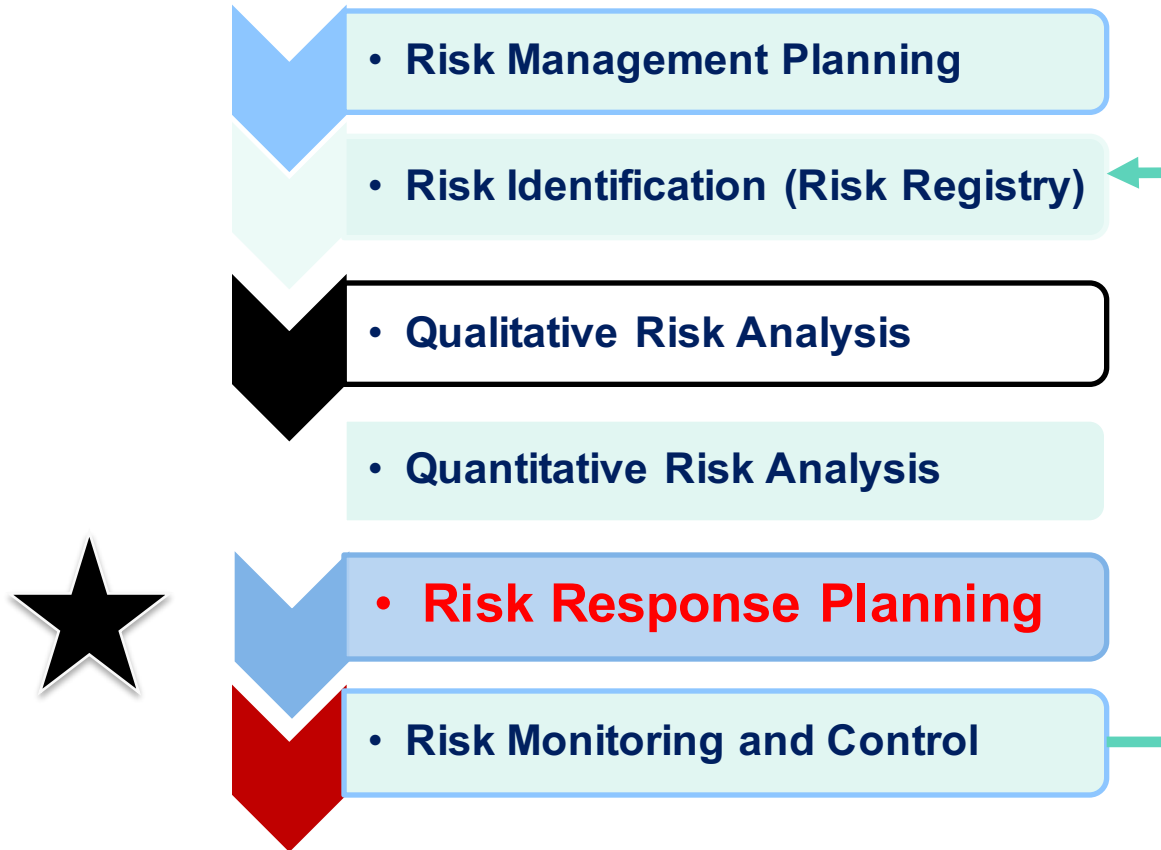 • Risk Management Planning
• Risk Identification (Risk Registry)
• Qualitative Risk Analysis
• Quantitative Risk Analysis
• Risk Response Planning
• Risk Monitoring and Control